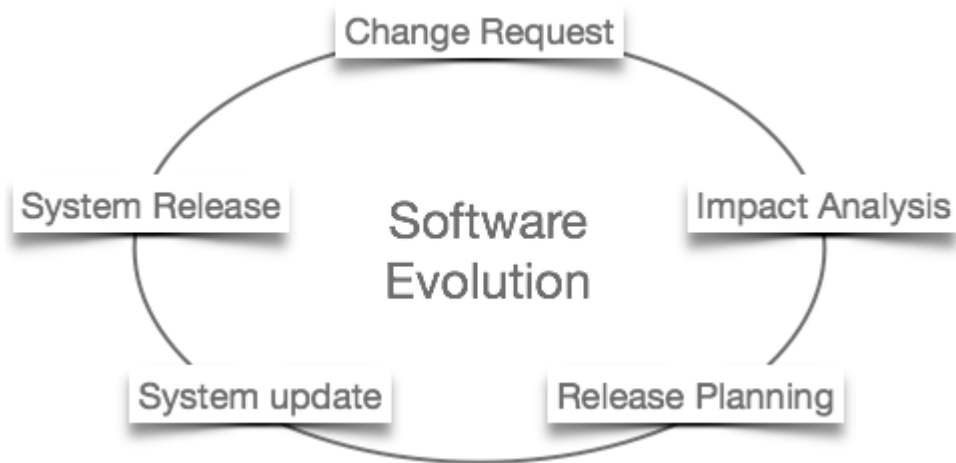 Change Request
System Release
Impact Analysis
Software
Evolution
System update
Release Planning